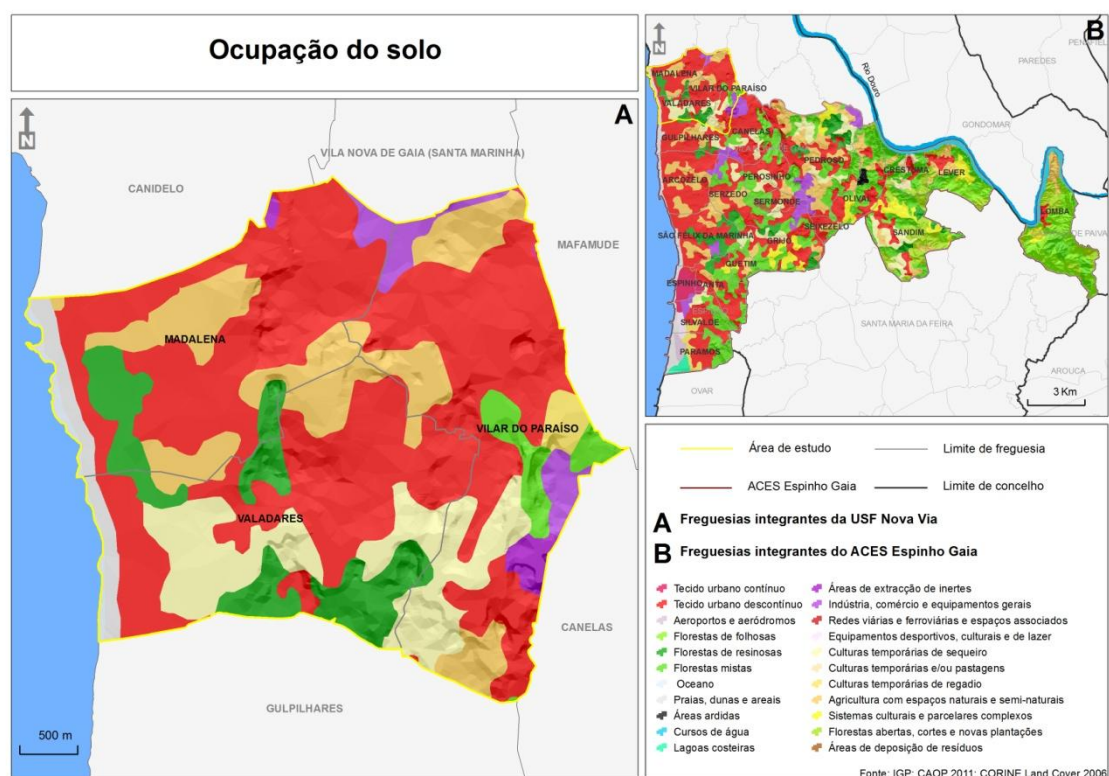 Ocupação do solo
N
A
VILA NOVA DE GAIA (SANTA MARINHA)
CANIDELO
MAFAMUDE
MADALENA
VILAR DO PARAÍSO
VALADARES
CANELAS
GULPILHARES
500 m
N
B
PAREDES
Rio Douro
GONDOMAR
MADALENA
VILAR DO PARAÍSO
VALADARES
GULPILHARES
CANELAS
PEDROSO
CRESTUMA
LEVER
ARCOZELO
PEROSINHO
SERZEDO
SERMONDE
OLIVAL
LOMBA
SEIXEZELO
SANDIM
DE PAIVA
SÃO FÉLIX DA MARINHA
GRIJÓ
GUETIM
ESPINHO
ANTA
SILVALDE
SANTA MARIA DA FEIRA
PARAMOS
AROUCA
OVAR
3 Km
Área de estudo
Limite de freguesia
ACES Espinho Gaia
Limite de concelho
A Freguesias integrantes da USF Nova Via
B Freguesias integrantes do ACES Espinho Gaia
Tecido urbano contínuo
Tecido urbano descontínuo
Aeroportos e aeródromos
Florestas de folhosas
Florestas de resinosas
Florestas mistas
Oceano
Praias, dunas e areais
Áreas ardidas
Cursos de água
Lagoas costeiras
Áreas de extracção de inertes
Indústria, comércio e equipamentos gerais
Redes viárias e ferroviárias e espaços associados
Equipamentos desportivos, culturais e de lazer
Culturas temporárias de sequeiro
Culturas temporárias e/ou pastagens
Culturas temporárias de regadio
Agricultura com espaços naturais e semi-naturais
Sistemas culturais e parcelares complexos
Florestas abertas, cortes e novas plantações
Áreas de deposição de resíduos
Fonte: IGP: CAOP 2011; CORINE Land Cover 2006